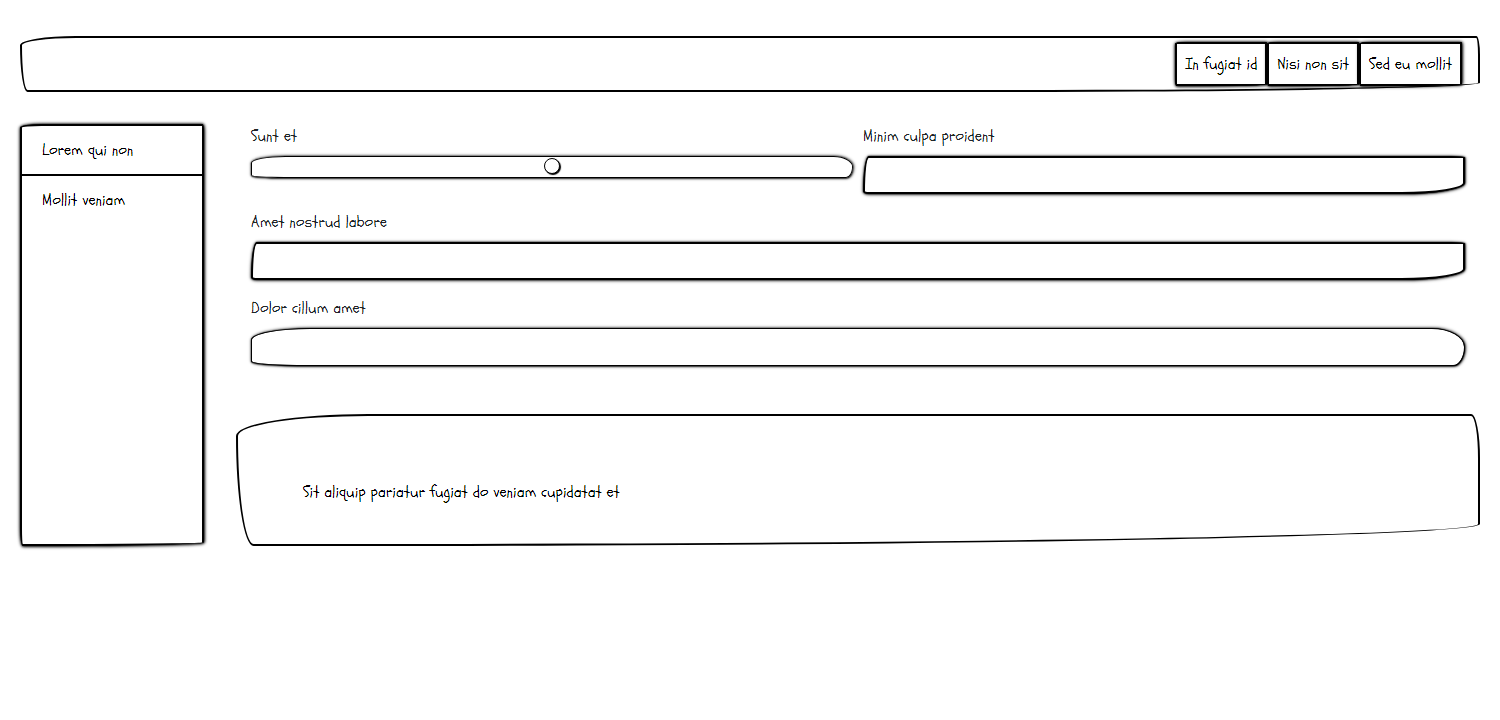 In fugiat id
Nisi non sit
Sed eu mollit
Lorem qui non
Mollit veniam
Sunt et
Minim culpa proident
Amet nostrud labore
Dolor cillum amet
Sit aliquip pariatur fugiat do veniam cupidatat et